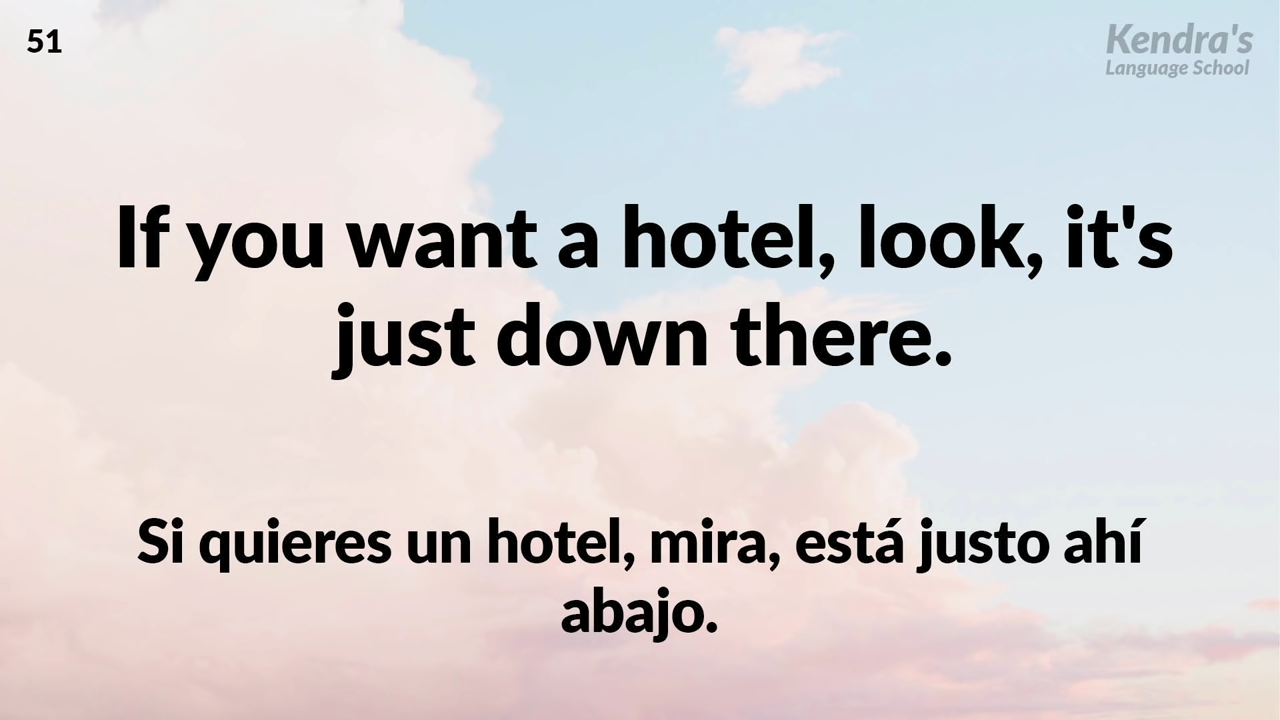 51
Kendra's
Language School
If you want a hotel, look, it's
just down there.
Si quieres un hotel, mira, está justo ahí
abajo.